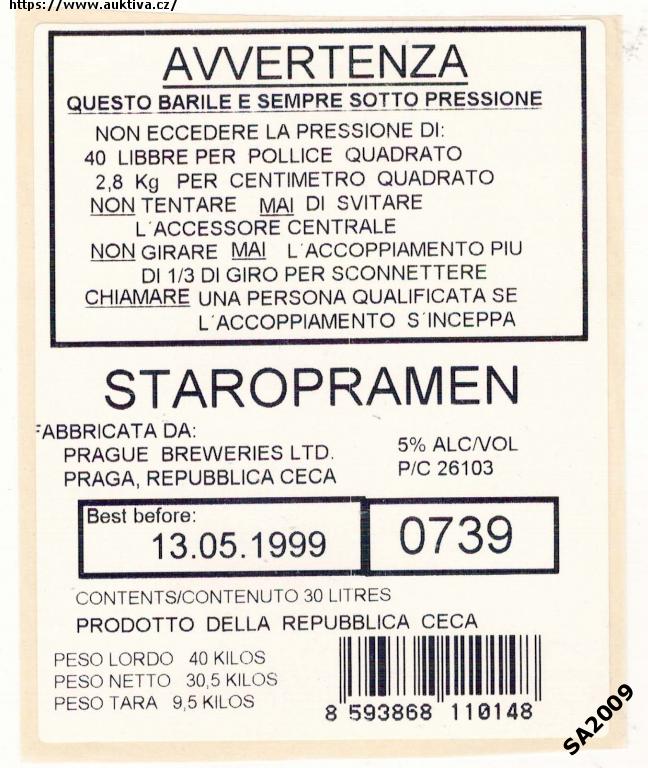 https://www.auktiva.cz/
AVVERTENZA
QUESTO BARILE E SEMPRE SOTTO PRESSIONE
NON ECCEDERE LA PRESSIONE DI:
40 LIBBRE PER POLLICE QUADRATO
2,8 Kg PER CENTIMETRO QUADRATO
NON TENTARE MAI DI SVITARE
L´ACCESSORE CENTRALE
NON GIRARE MAI L´ACCOPPIAMENTO PIU
DI 1/3 DI GIRO PER SCONNETTERE
CHIAMARE UNA PERSONA QUALIFICATA SE
L´ACCOPPIAMENTO S´INCEPPA
STAROPRAMEN
FABBRICATA DA:
PRAGUE BREWERIES LTD.
PRAGA, REPUBBLICA CECA
5% ALC/VOL
P/C 26103
Best before:
13.05.1999
0739
CONTENTS/CONTENUTO 30 LITRES
PRODOTTO DELLA REPUBBLICA CECA
PESO LORDO 40 KILOS
PESO NETTO 30,5 KILOS
PESO TARA 9,5 KILOS
8 593868 110148
SA2009